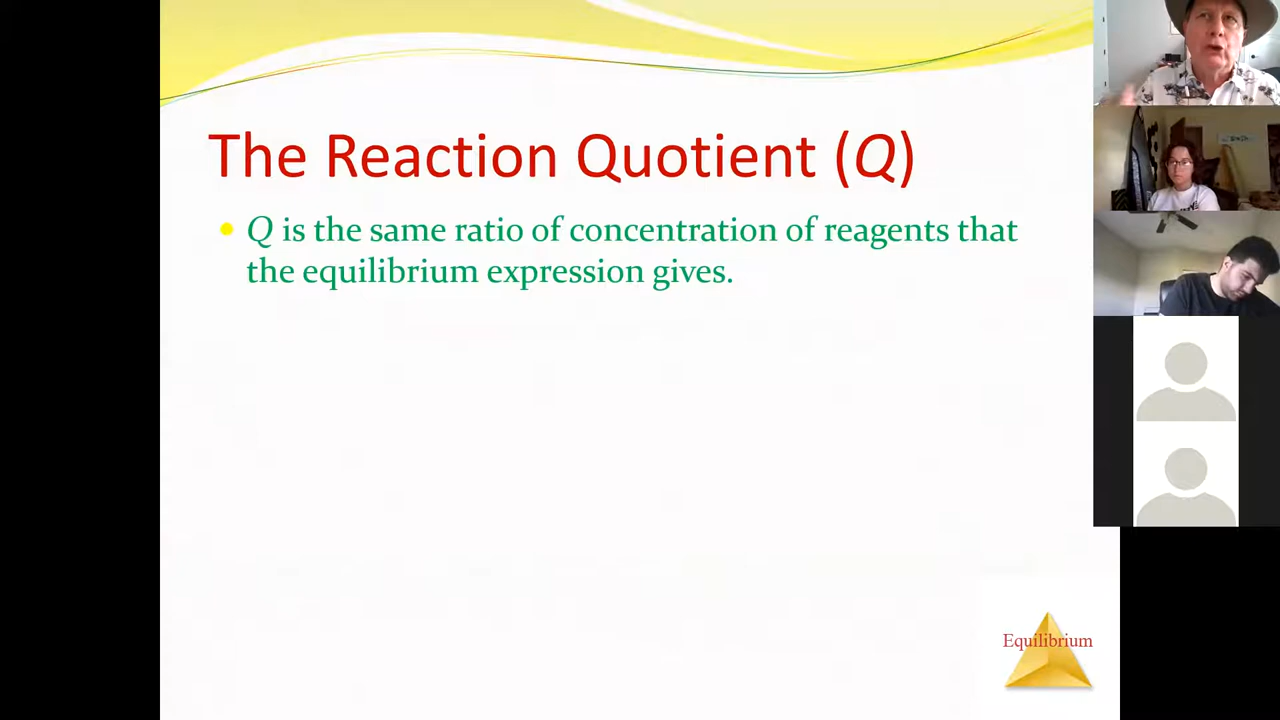 The Reaction Quotient (Q)
Q is the same ratio of concentration of reagents that
the equilibrium expression gives.
Equilibrium